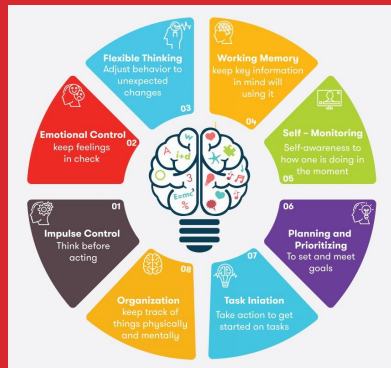 01
Impulse Control
Think before
acting
Emotional Control
keep feelings
in check
02
Flexible Thinking
Adjust behavior to
unexpected
changes
03
Working Memory
keep key information
in mind will
using it
04
Self - Monitoring
Self-awareness to
how one is doing in
the moment
05
06
Planning and
Prioritizing
To set and meet
goals
07
Task Iniation
Take action to get
started on tasks
08
Organization
keep track of
things physically
and mentally
A
i+d
W
3
E=mc²
%